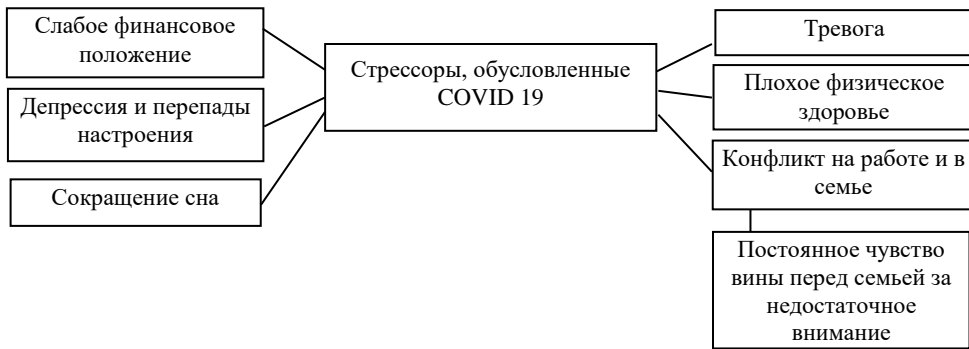 Слабое финансовое
положение
Депрессия и перепады
настроения
Сокращение сна
Стрессоры, обусловленные
COVID 19
Тревога
Плохое физическое
здоровье
Конфликт на работе и в
семье
Постоянное чувство
вины перед семьей за
недостаточное
внимание